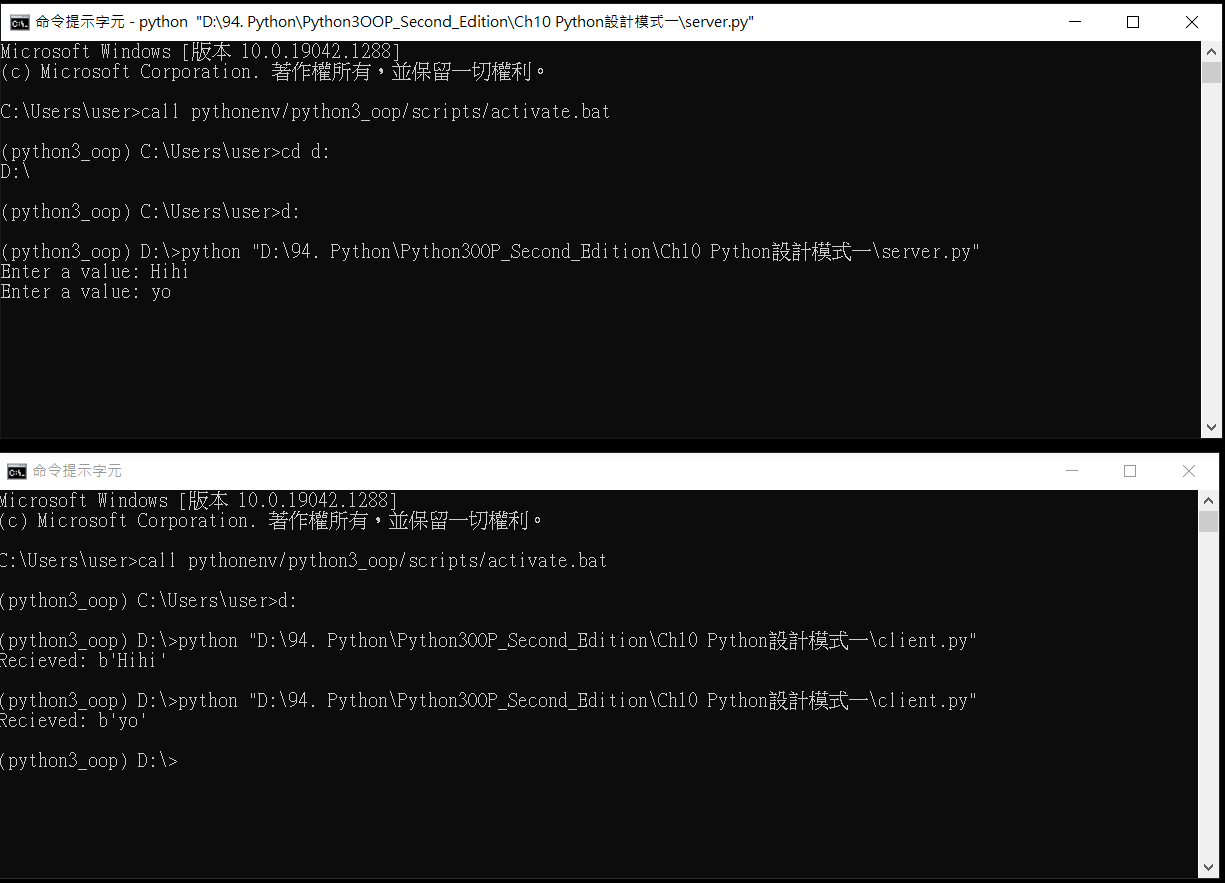 命令提示字元 - python  "D:\94. Python\Python3OOP_Second_Edition\Ch10 Python設計模式一\server.py"
Microsoft Windows [版本 10.0.19042.1288]
(c) Microsoft Corporation. 著作權所有，並保留一切權利。
C:\Users\user>call pythonenv/python3_oop/scripts/activate.bat
(python3_oop) C:\Users\user>cd d:
D:\
(python3_oop) C:\Users\user>d:
(python3_oop) D:\>python "D:\94. Python\Python3OOP_Second_Edition\Ch10 Python設計模式一\server.py"
Enter a value: Hihi
Enter a value: yo
命令提示字元
Microsoft Windows [版本 10.0.19042.1288]
(c) Microsoft Corporation. 著作權所有，並保留一切權利。
C:\Users\user>call pythonenv/python3_oop/scripts/activate.bat
(python3_oop) C:\Users\user>d:
(python3_oop) D:\>python "D:\94. Python\Python3OOP_Second_Edition\Ch10 Python設計模式一\client.py"
Recieved: b'Hihi'
(python3_oop) D:\>python "D:\94. Python\Python3OOP_Second_Edition\Ch10 Python設計模式一\client.py"
Recieved: b'yo'
(python3_oop) D:\>